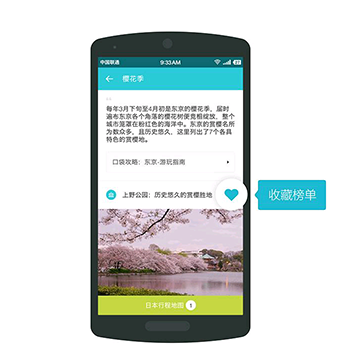 中国联通 9:33AM
樱花季
每年3月下旬至4月初是东京的樱花季，届时
遍布东京各个角落的樱花树便竞相绽放，整个
城市笼罩在粉红色的海洋中。东京的赏樱名所
为数众多，且历史悠久，这里列出了7个各具
特色的赏樱地。
口袋攻略：东京·游玩指南
上野公园：历史悠久的赏樱胜地
收藏榜单
日本行程地图 1